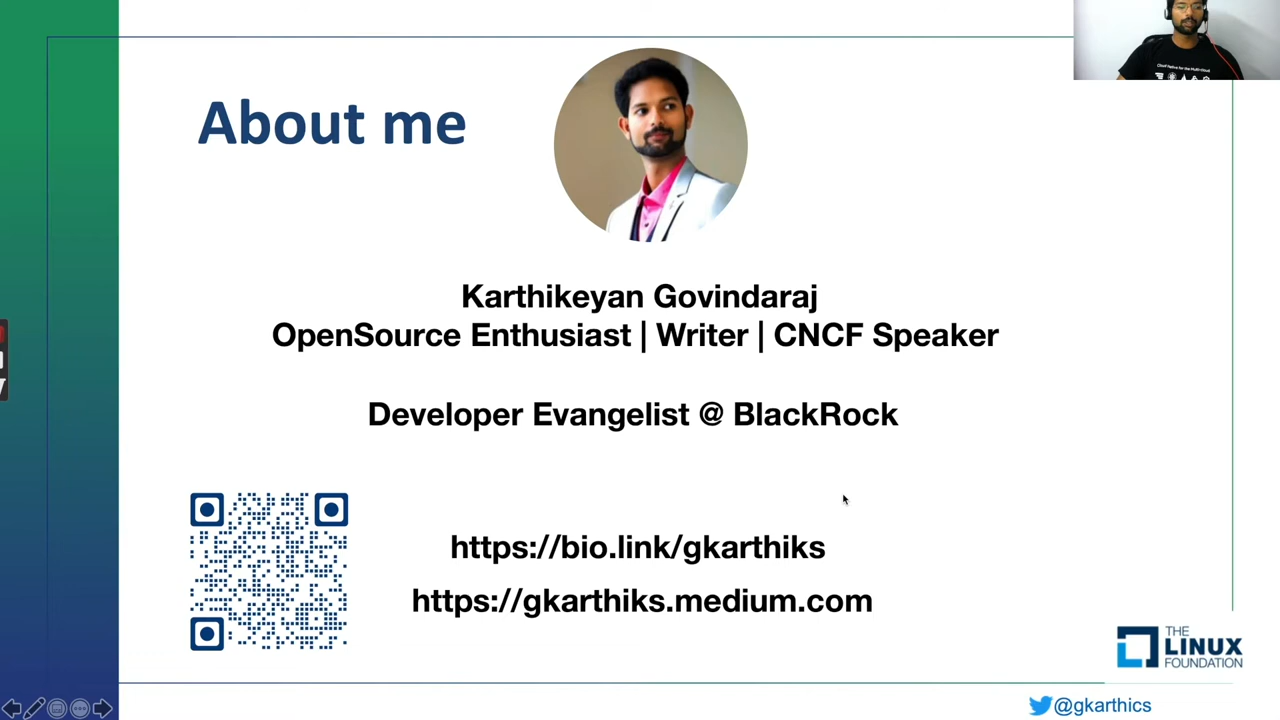 About me
Karthikeyan Govindaraj
OpenSource Enthusiast | Writer | CNCF Speaker
Developer Evangelist @ BlackRock
https://bio.link/gkarthiks
https://gkarthiks.medium.com
THE
LINUX
FOUNDATION
@gkarthics